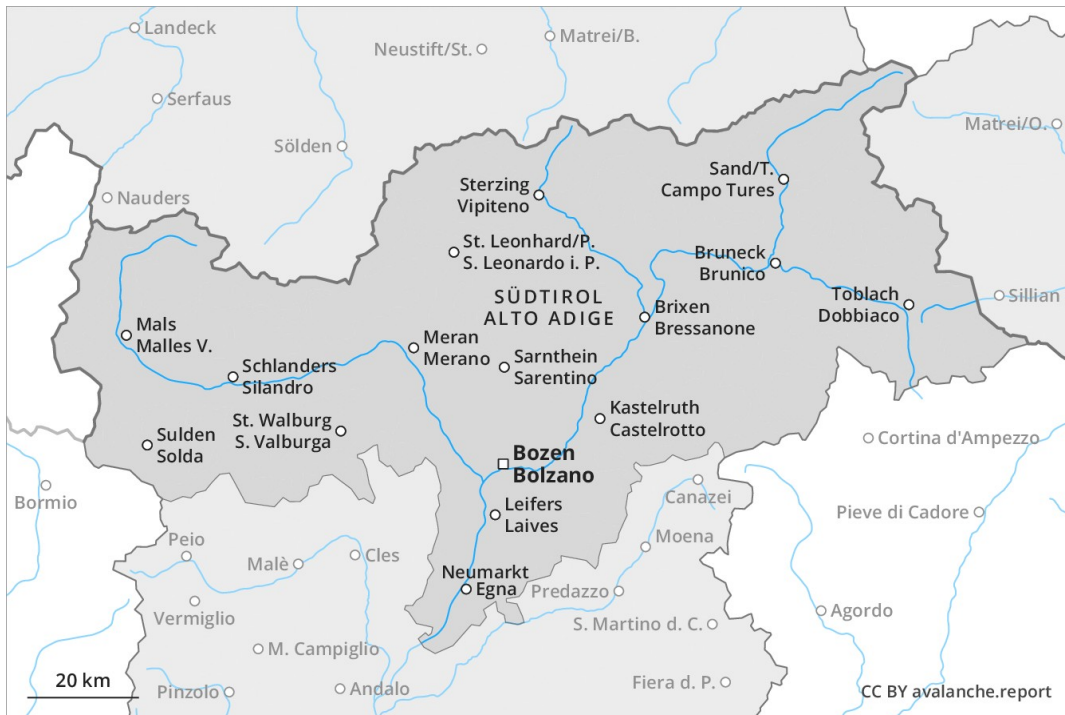 Landeck
Neustift/St.
Matrei/B.
Serfaus
Matrei/O.
Sölden
Nauders
Sterzing
Vipiteno
Sand/T.
Campo Tures
St. Leonhard/P.
S. Leonardo i. P.
Bruneck
Brunico
SÜDTIROL
ALTO ADIGE
Toblach
Dobbiaco
Sillian
Brixen
Bressanone
Mals
Malles V.
Meran
Merano
Schlanders
Silandro
Sarnthein
Sarentino
St. Walburg
S. Valburga
Kastelruth
Castelrotto
Sulden
Solda
Cortina d'Ampezzo
Bozen
Bolzano
Bormio
Canazei
Leifers
Laives
Pieve di Cadore
Peio
Malè
Cles
Moena
Neumarkt
Egna
Predazzo
Vermiglio
Agordo
S. Martino d. C.
M. Campiglio
20 km
Pinzolo
Andalo
Fiera d. P.
CC BY avalanche.report